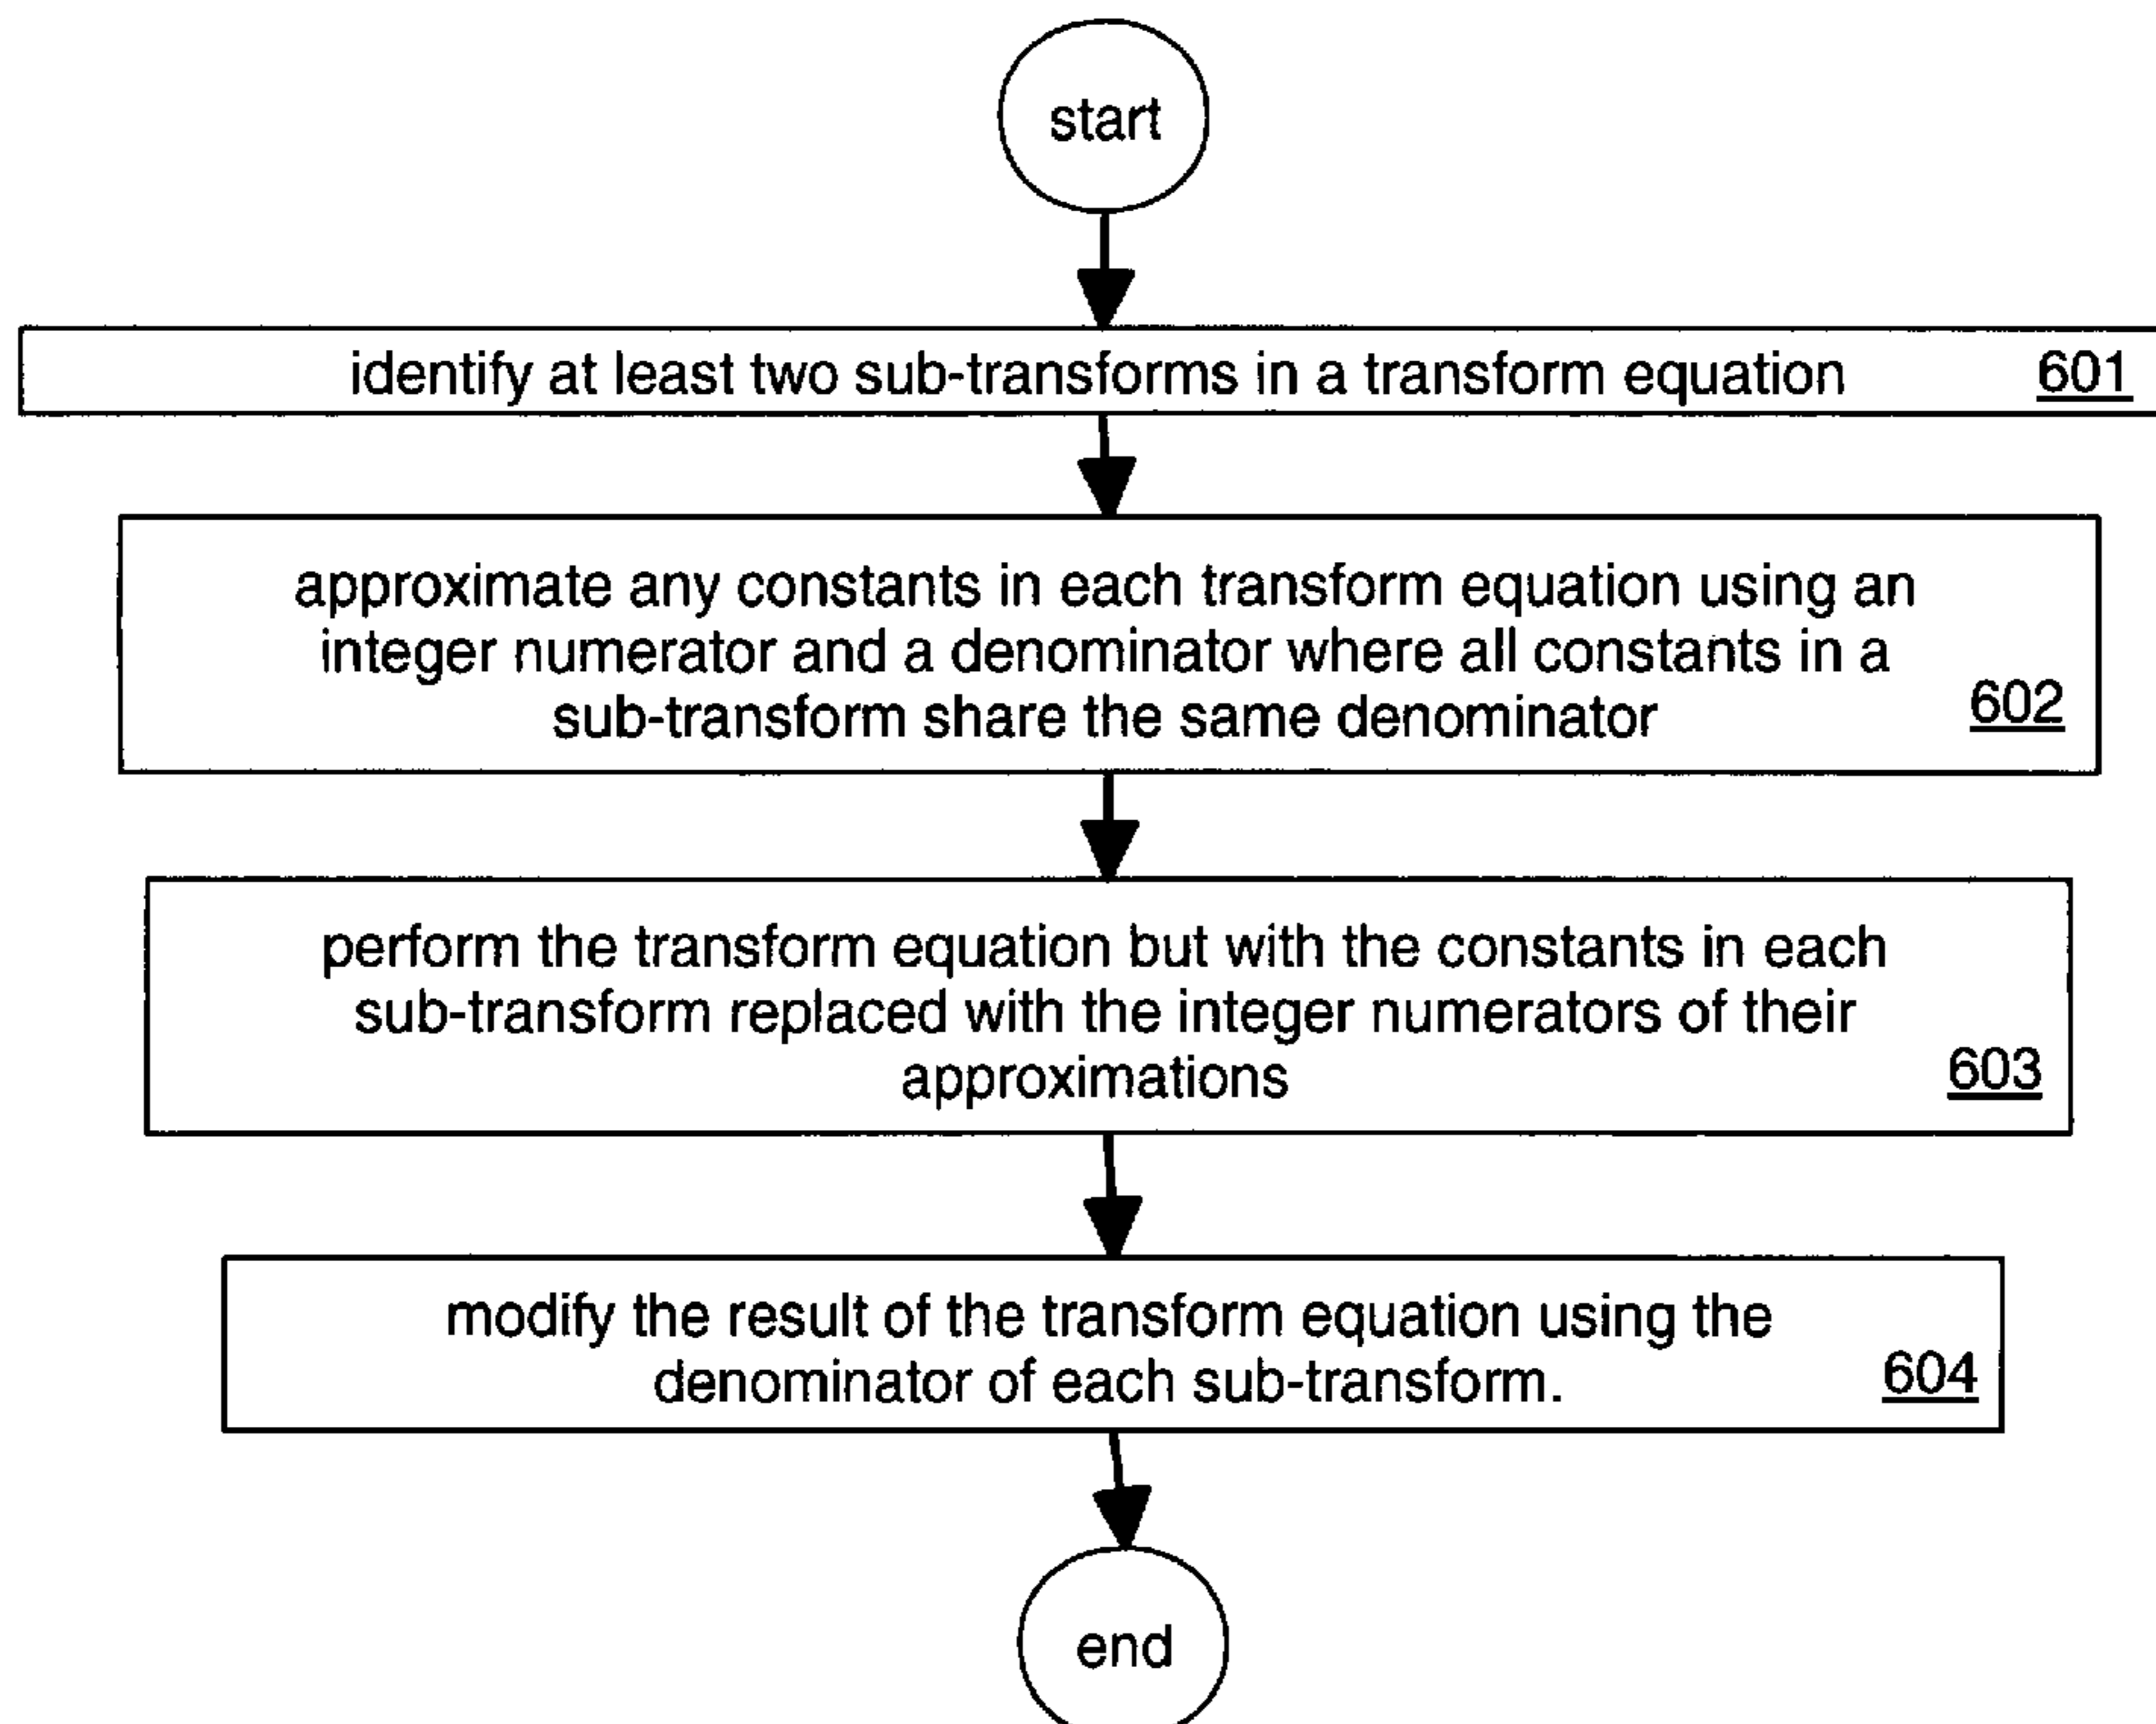 start
identify at least two sub-transforms in a transform equation 601
approximate any constants in each transform equation using an
integer numerator and a denominator where all constants in a
sub-transform share the same denominator 602
perform the transform equation but with the constants in each
sub-transform replaced with the integer numerators of their
approximations 603
modify the result of the transform equation using the
denominator of each sub-transform. 604
end